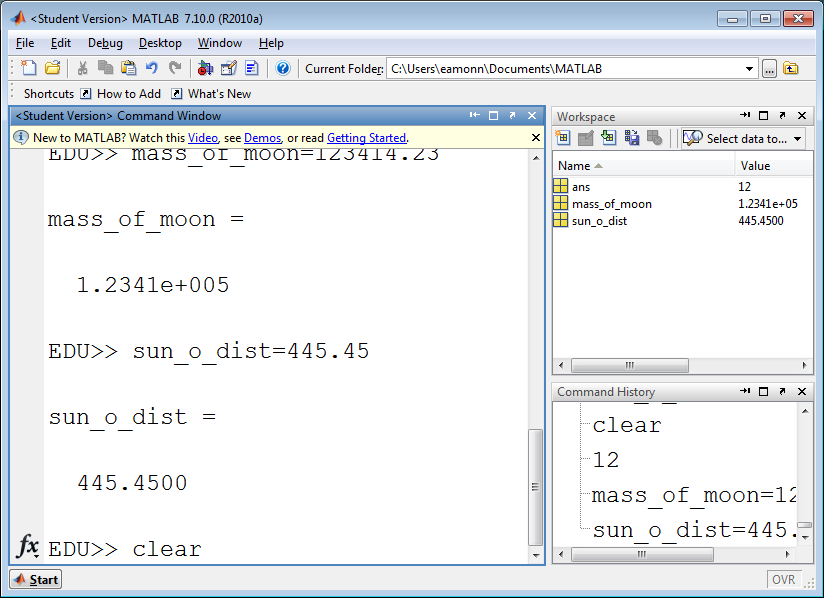 <Student Version> MATLAB 7.10.0 (R2010a)
File Edit Debug Desktop Window Help
Current Folder: C:\Users\eamonn\Documents\MATLAB ...
Shortcuts How to Add What's New
<Student Version> Command Window
New to MATLAB? Watch this Video, see Demos, or read Getting Started.
EDU>> mass_of_moon=123414.23
mass_of_moon =
1.2341e+005
EDU>> sun_o_dist=445.45
sun_o_dist =
445.4500
fx EDU>> clear
Workspace
Select data to...
Name Value
ans 12
mass_of_moon 1.2341e+05
sun_o_dist 445.4500
Command History
clear
12
mass_of_moon=12
sun_o_dist=445.
Start
OVR